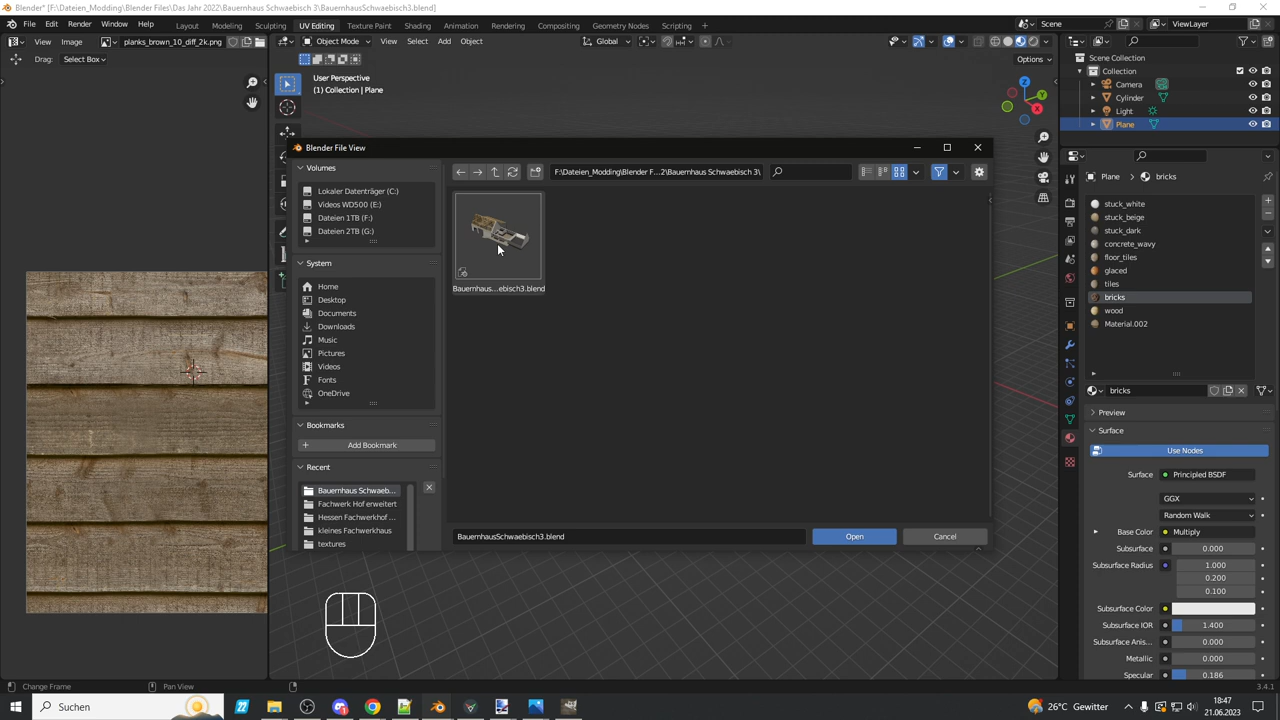 Blender* [F:\Dateien_Modding\Blender Files\Das Jahr 2022\Bauernhaus Schwaebisch 3\BauernhausSchwaebisch3.blend]
File Edit Render Window Help Layout Modeling Sculpting UV Editing Texture Paint Shading Animation Rendering Compositing Geometry Nodes Scripting + Scene ViewLayer
View Image planks_brown_10_diff_2k.png Object Mode View Select Add Object Global
Drag: Select Box Options
User Perspective
(1) Collection | Plane
Scene Collection
Collection
Camera
Cylinder
Light
Plane
Blender File View
Volumes
Lokaler Datenträger (C:)
Videos WD500 (E:)
Dateien 1TB (F:)
Dateien 2TB (G:)
System
Home
Desktop
Documents
Downloads
Music
Pictures
Videos
Fonts
OneDrive
Bookmarks
Add Bookmark
Recent
Bauernhaus Schwaeb...
Fachwerk Hof erweitert
Hessen Fachwerkhof ...
kleines Fachwerkhaus
textures
F:\Dateien_Modding\Blender F...2\Bauernhaus Schwaebisch 3\
Bauernhaus...ebisch3.blend
BauernhausSchwaebisch3.blend
Open
Cancel
Plane bricks
stuck_white
stuck_beige
stuck_dark
concrete_wavy
floor_tiles
glaced
tiles
bricks
wood
Material.002
bricks
Preview
Surface
Use Nodes
Surface Principled BSDF
GGX
Random Walk
Base Color Multiply
Subsurface 0.000
Subsurface Radius 1.000
0.200
0.100
Subsurface Color
Subsurface IOR 1.400
Subsurface Anis... 0.000
Metallic 0.000
Specular 0.186
Change Frame Pan View 3.4.1
Suchen 26°C Gewitter 18:47
21.06.2023